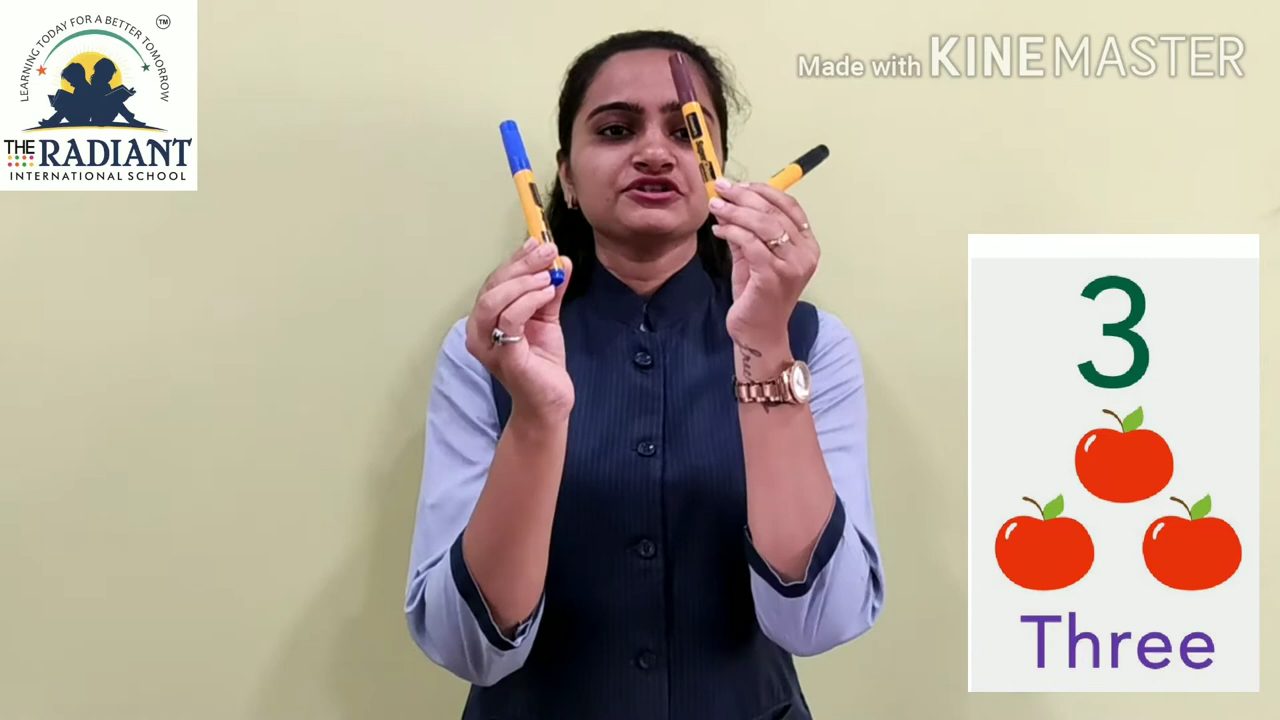 LEARNING TODAY FOR A BETTER TOMORROW
TM
THE RADIANT
INTERNATIONAL SCHOOL
Made with KINEMASTER
3
Three